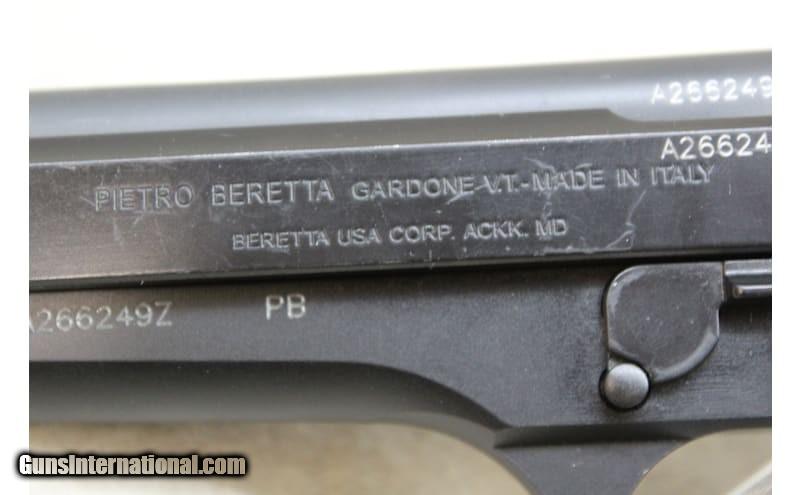 A266249
A26624
PIETRO BERETTA GARDONE V.T.-MADE IN ITALY
BERETTA USA CORP. ACKK. MD
A266249Z PB
GunsInternational.com